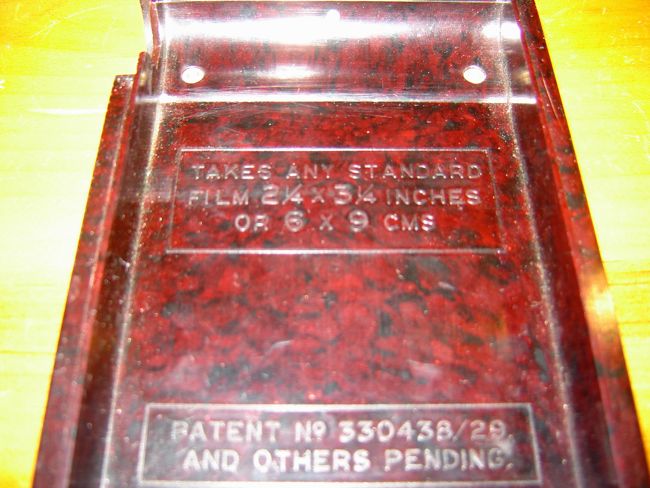 TAKES ANY STANDARD
FILM 2¼ x 3¼ INCHES
OR 6 x 9 CMS
PATENT Nº 330438/29.
AND OTHERS PENDING.